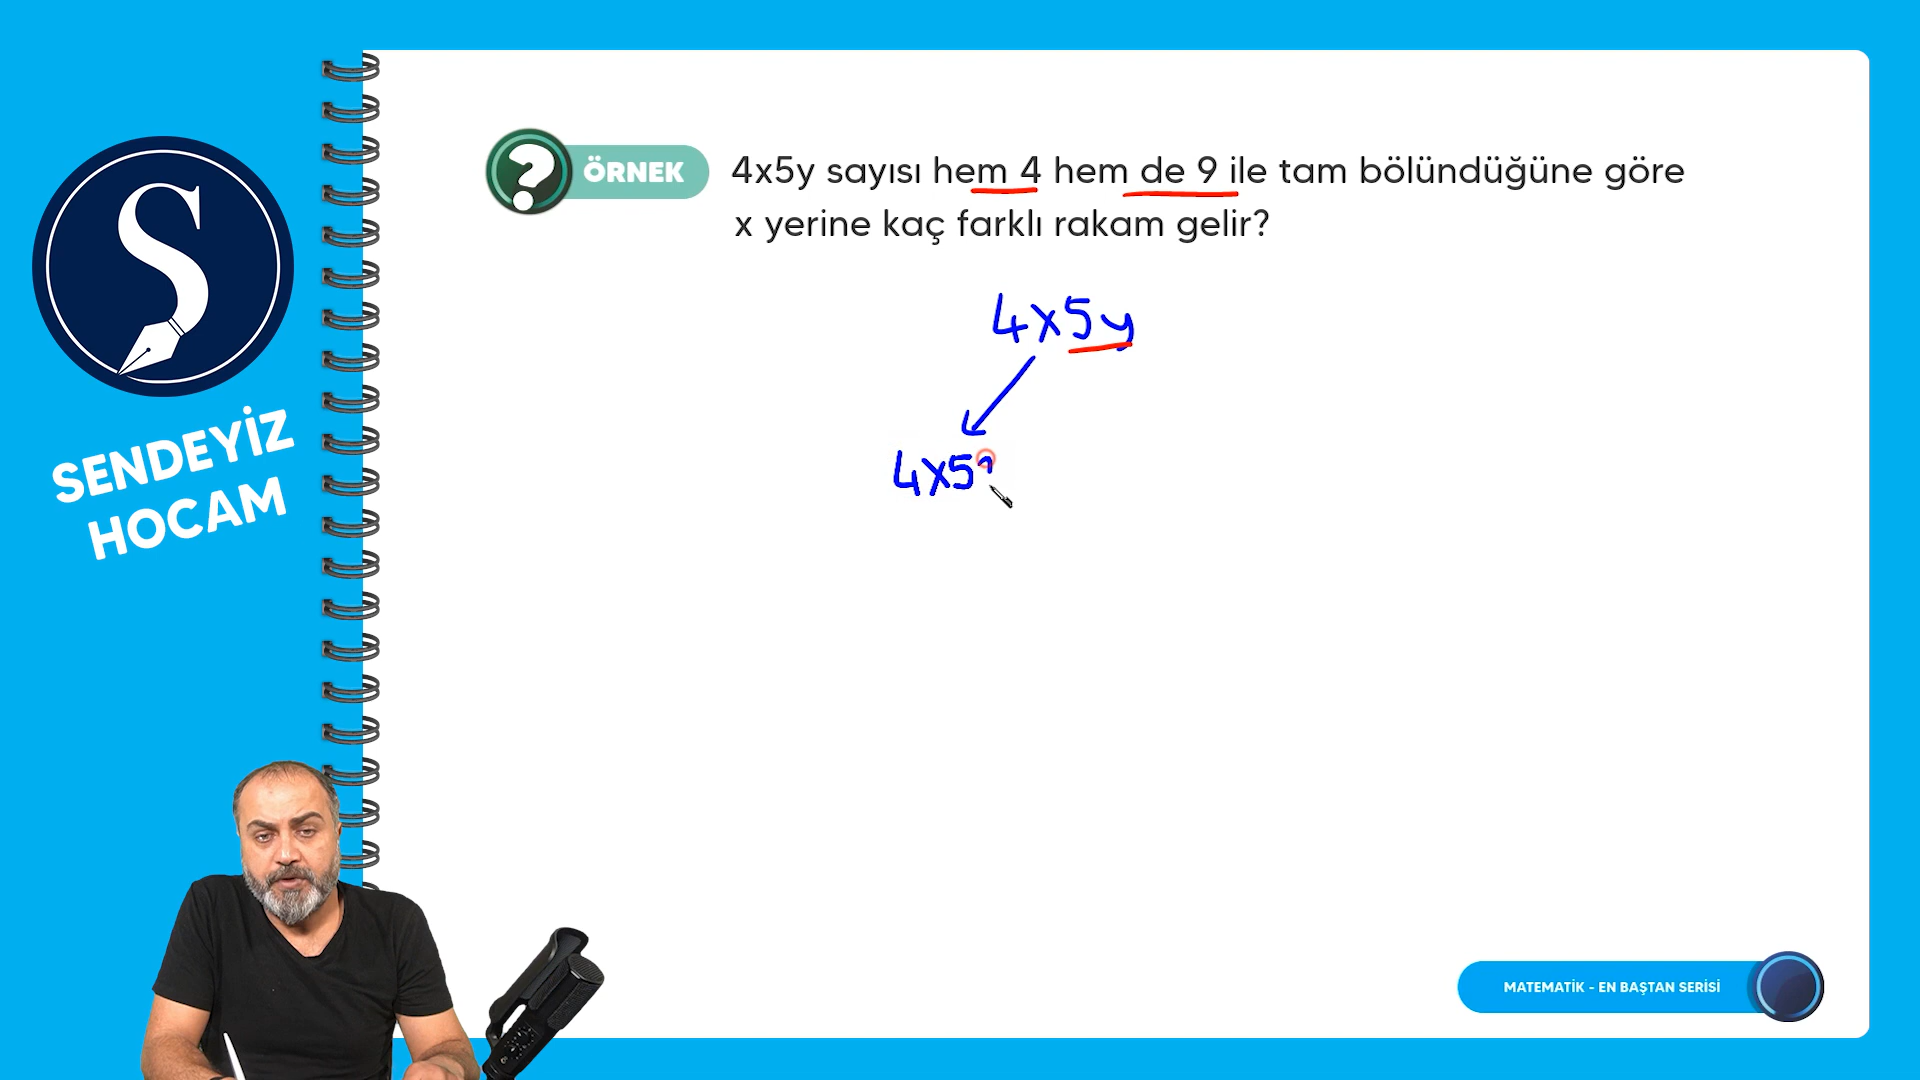 SENDEYİZ
HOCAM
ÖRNEK
4x5y sayısı hem 4 hem de 9 ile tam bölündüğüne göre
x yerine kaç farklı rakam gelir?
4x5y
4x5
MATEMATİK - EN BAŞTAN SERİSİ